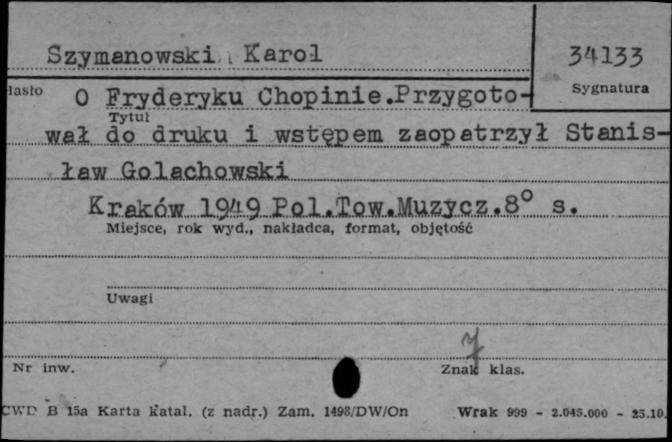 Szymanowski Karol
34133
Hasło
Sygnatura
O Fryderyku Chopinie.Przygoto-
Tytuł
wał do druku i wstępem zaopatrzył Stanis-
ław Golachowski
Kraków 1949 Pol.Tow.Muzycz.8° s.
Miejsce, rok wyd., nakładca, format, objętość
Uwagi
7
Nr inw.
Znak klas.
CWD B 15a Karta katal. (z nadr.) Zam. 1498/DW/On Wrak 999 - 2.045.000 - 25.10.